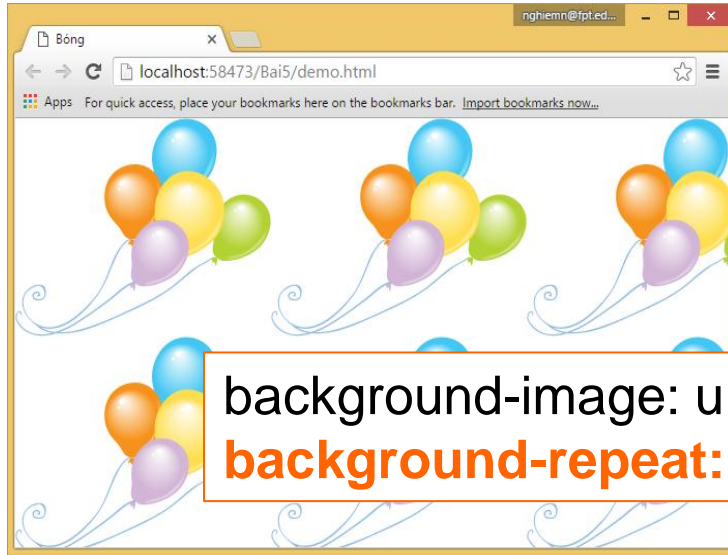 nghiemn@fpt.ed...
Bóng
localhost:58473/Bai5/demo.html
Apps For quick access, place your bookmarks here on the bookmarks bar. Import bookmarks now...
background-image: u
background-repeat: